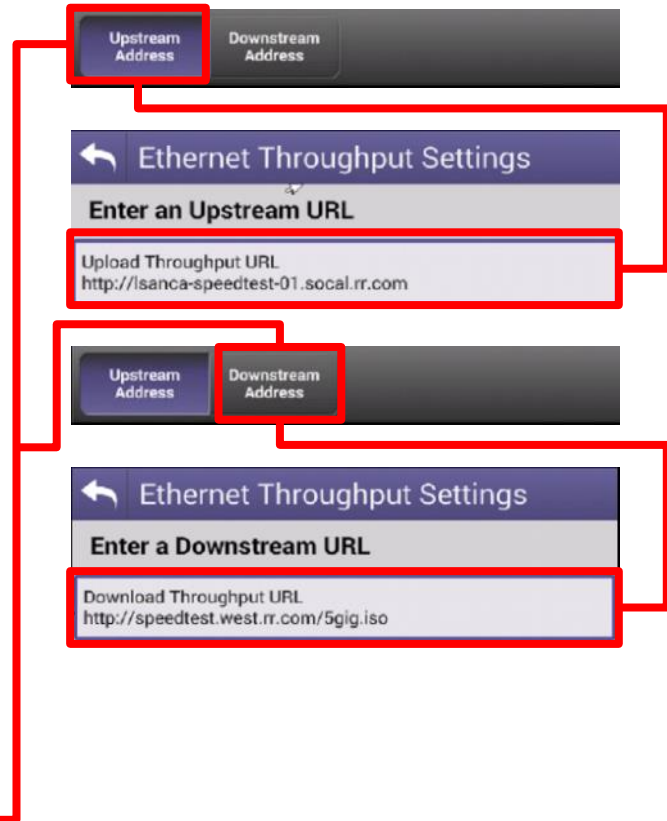 Upstream Address Downstream Address
Ethernet Throughput Settings
Enter an Upstream URL
Upload Throughput URL
http://lsanca-speedtest-01.socal.rr.com
Upstream Address Downstream Address
Ethernet Throughput Settings
Enter a Downstream URL
Download Throughput URL
http://speedtest.west.rr.com/5gig.iso